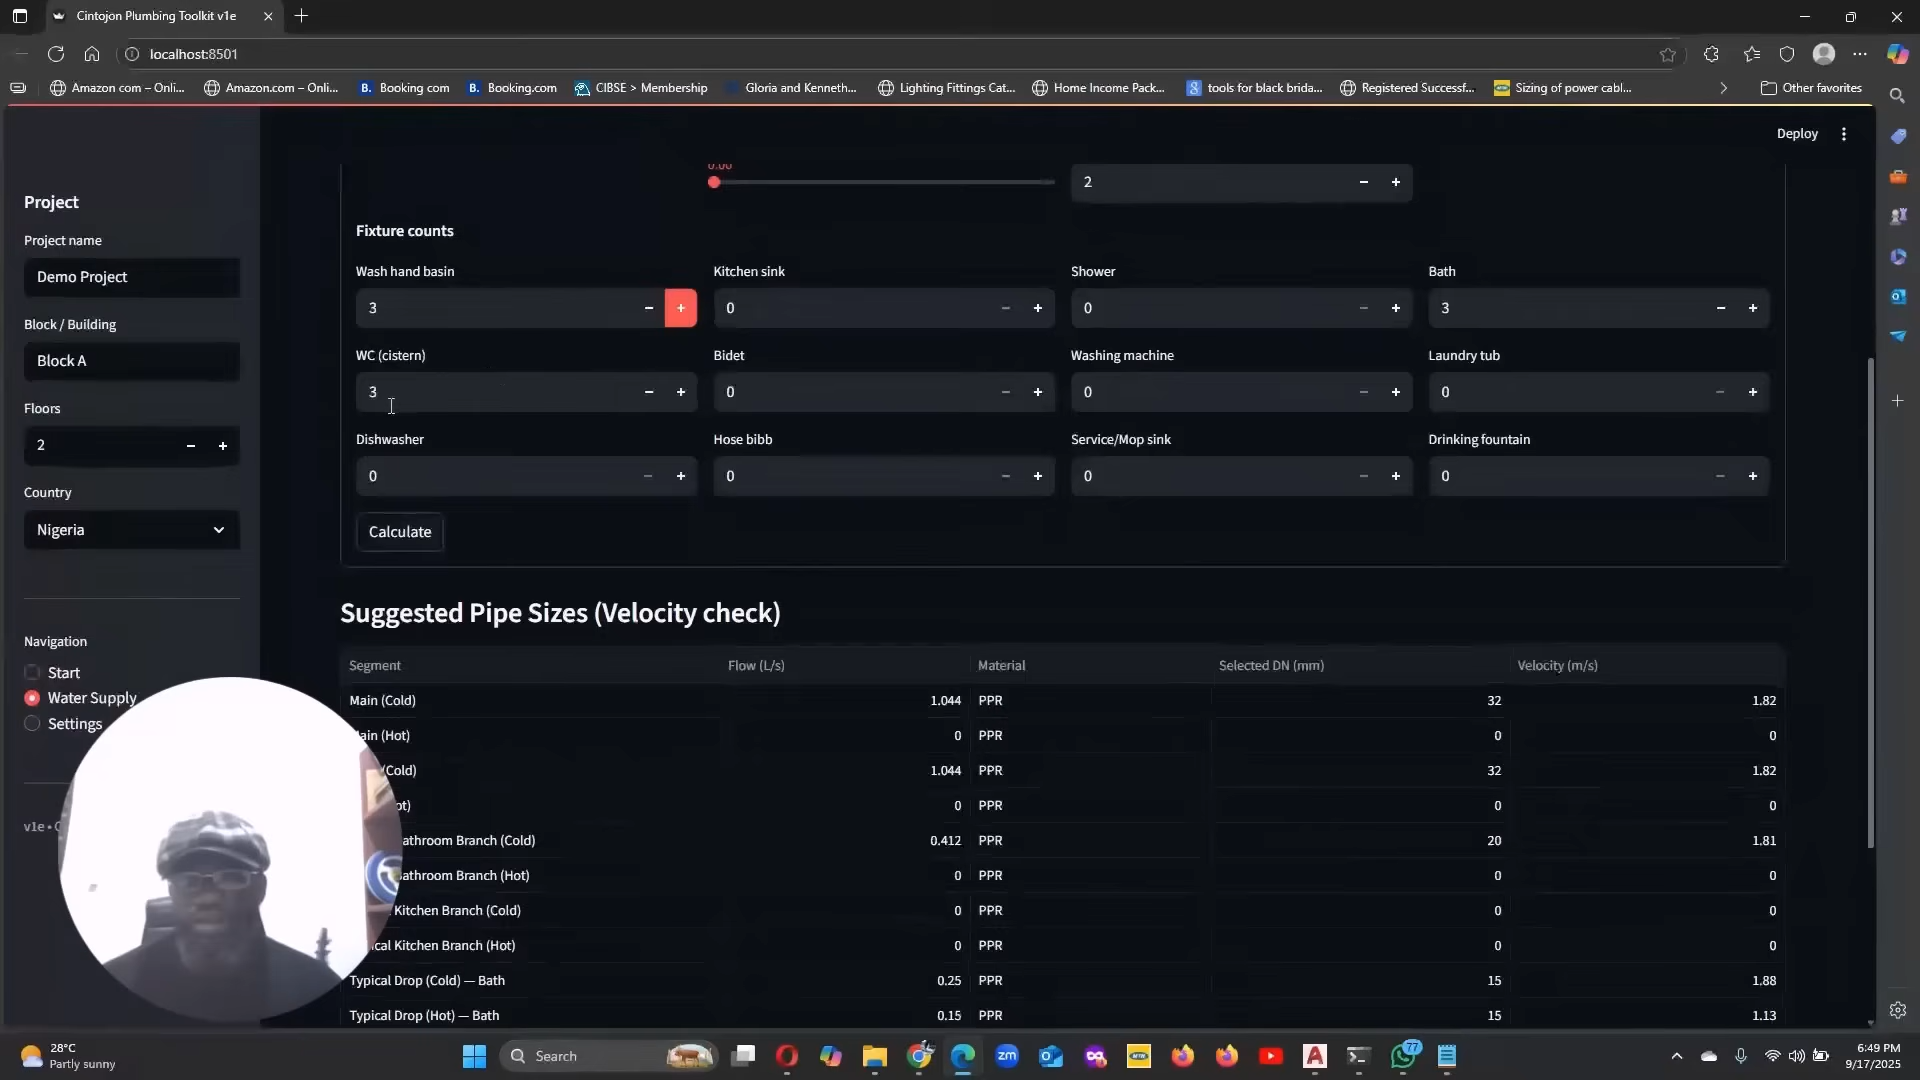 Cintojon Plumbing Toolkit v1e
localhost:8501
Amazon com – Onli...
Amazon.com – Onli...
B. Booking com
B. Booking.com
CIBSE > Membership
Gloria and Kenneth...
Lighting Fittings Cat...
Home Income Pack...
tools for black brida...
Registered Successf...
Sizing of power cabl...
Other favorites
Deploy
Project
Project name
Demo Project
Block / Building
Block A
Floors
2
Country
Nigeria
Navigation
Start
Water Supply
Settings
v1e •
0.00
2
Fixture counts
Wash hand basin Kitchen sink Shower Bath
3 0 0 3
WC (cistern) Bidet Washing machine Laundry tub
3 0 0 0
Dishwasher Hose bibb Service/Mop sink Drinking fountain
0 0 0 0
Calculate
Suggested Pipe Sizes (Velocity check)
Segment Flow (L/s) Material Selected DN (mm) Velocity (m/s)
Main (Cold) 1.044 PPR 32 1.82
ain (Hot) 0 PPR 0 0
(Cold) 1.044 PPR 32 1.82
ot) 0 PPR 0 0
athroom Branch (Cold) 0.412 PPR 20 1.81
athroom Branch (Hot) 0 PPR 0 0
Kitchen Branch (Cold) 0 PPR 0 0
ical Kitchen Branch (Hot) 0 PPR 0 0
Typical Drop (Cold) — Bath 0.25 PPR 15 1.88
Typical Drop (Hot) — Bath 0.15 PPR 15 1.13
28°C
Partly sunny
Search
zm
77
6:49 PM
9/17/2025